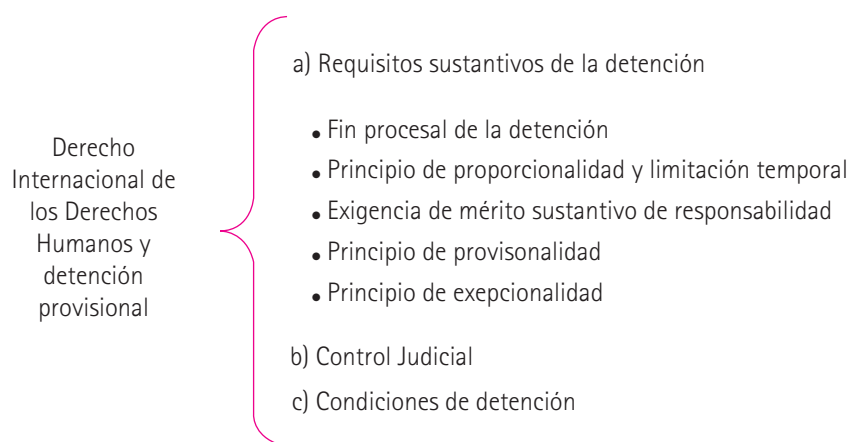 Derecho
Internacional de
los Derechos
Humanos y
detención
provisional
a) Requisitos sustantivos de la detención
• Fin procesal de la detención
• Principio de proporcionalidad y limitación temporal
• Exigencia de mérito sustantivo de responsabilidad
• Principio de provisonalidad
• Principio de exepcionalidad
b) Control Judicial
c) Condiciones de detención